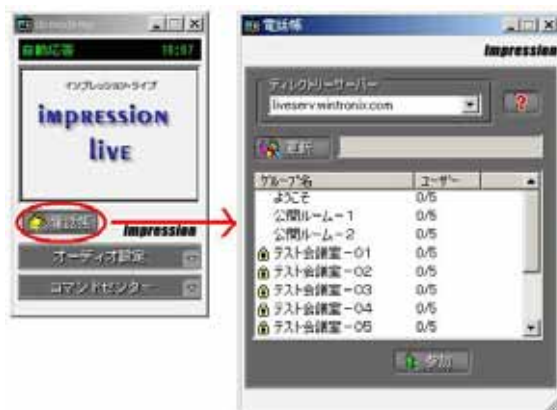 自動応答 18:07
インプレッション・ライブ
impression
live
電話帳
impression
オーディオ設定
コマンドセンター
電話帳
impression
ディレクトリーサーバー
liveserv.wintronix.com
更新
グループ名 ユーザー
ようこそ 0/5
公開ルーム－1 0/5
公開ルーム－2 0/5
テスト会議室－01 0/5
テスト会議室－02 0/5
テスト会議室－03 0/5
テスト会議室－04 0/5
テスト会議室－05 0/5
参加